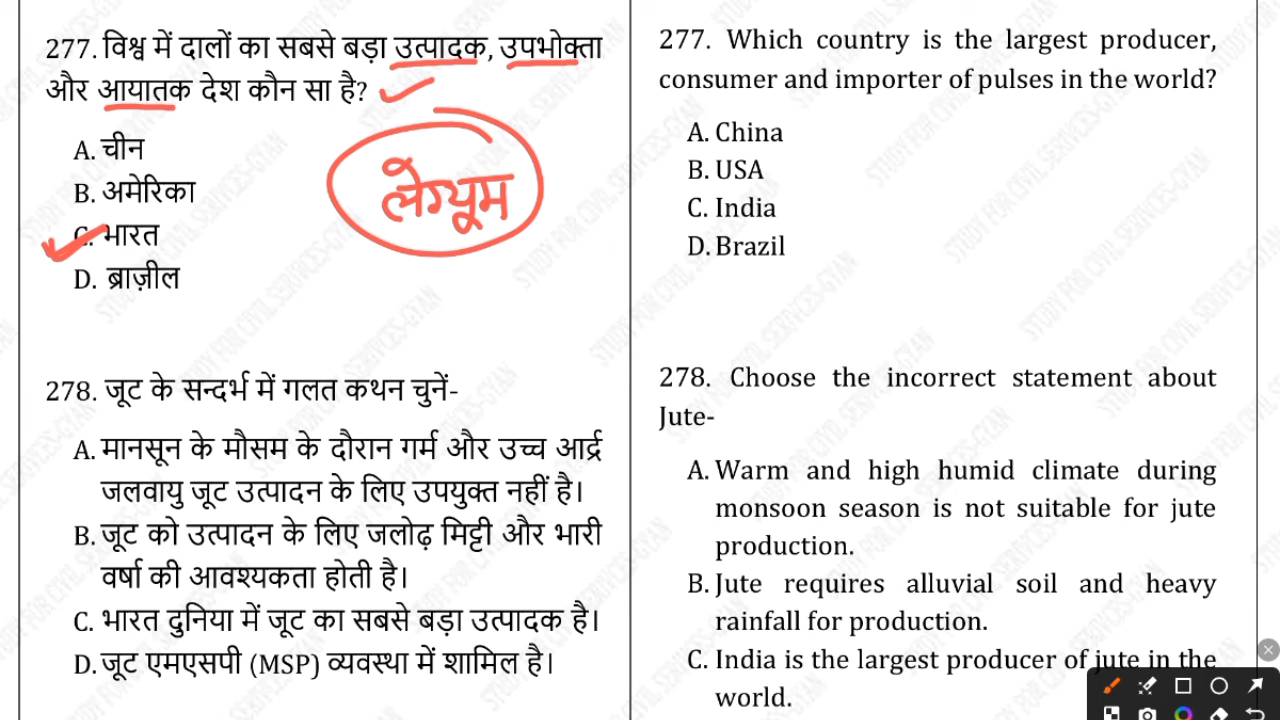 277. विश्व में दालों का सबसे बड़ा उत्पादक, उपभोक्ता
और आयातक देश कौन सा है?
A. चीन
B. अमेरिका
C. भारत
D. ब्राज़ील
लेग्यूम
278. जूट के सन्दर्भ में गलत कथन चुनें-
A. मानसून के मौसम के दौरान गर्म और उच्च आर्द्र
जलवायु जूट उत्पादन के लिए उपयुक्त नहीं है।
B. जूट को उत्पादन के लिए जलोढ़ मिट्टी और भारी
वर्षा की आवश्यकता होती है।
C. भारत दुनिया में जूट का सबसे बड़ा उत्पादक है।
D. जूट एमएसपी (MSP) व्यवस्था में शामिल है।
277. Which country is the largest producer,
consumer and importer of pulses in the world?
A. China
B. USA
C. India
D. Brazil
278. Choose the incorrect statement about
Jute-
A. Warm and high humid climate during
monsoon season is not suitable for jute
production.
B. Jute requires alluvial soil and heavy
rainfall for production.
C. India is the largest producer of jute in the
world.
STUDY FOR CIVIL SERVICES-GYAN